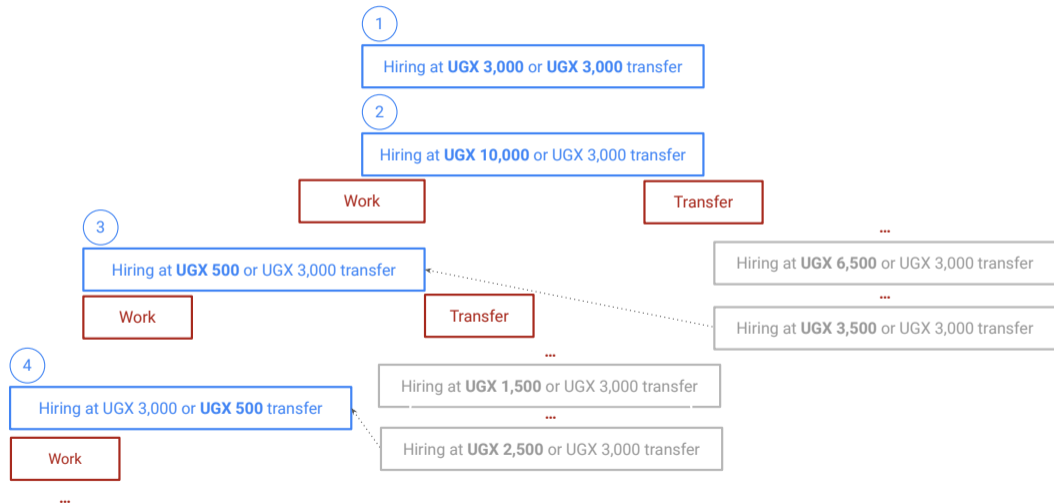 1
Hiring at UGX 3,000 or UGX 3,000 transfer
2
Hiring at UGX 10,000 or UGX 3,000 transfer
Work
Transfer
3
...
Hiring at UGX 500 or UGX 3,000 transfer
Hiring at UGX 6,500 or UGX 3,000 transfer
...
Work
Transfer
Hiring at UGX 3,500 or UGX 3,000 transfer
4
...
Hiring at UGX 1,500 or UGX 3,000 transfer
Hiring at UGX 3,000 or UGX 500 transfer
...
Work
Hiring at UGX 2,500 or UGX 3,000 transfer
...